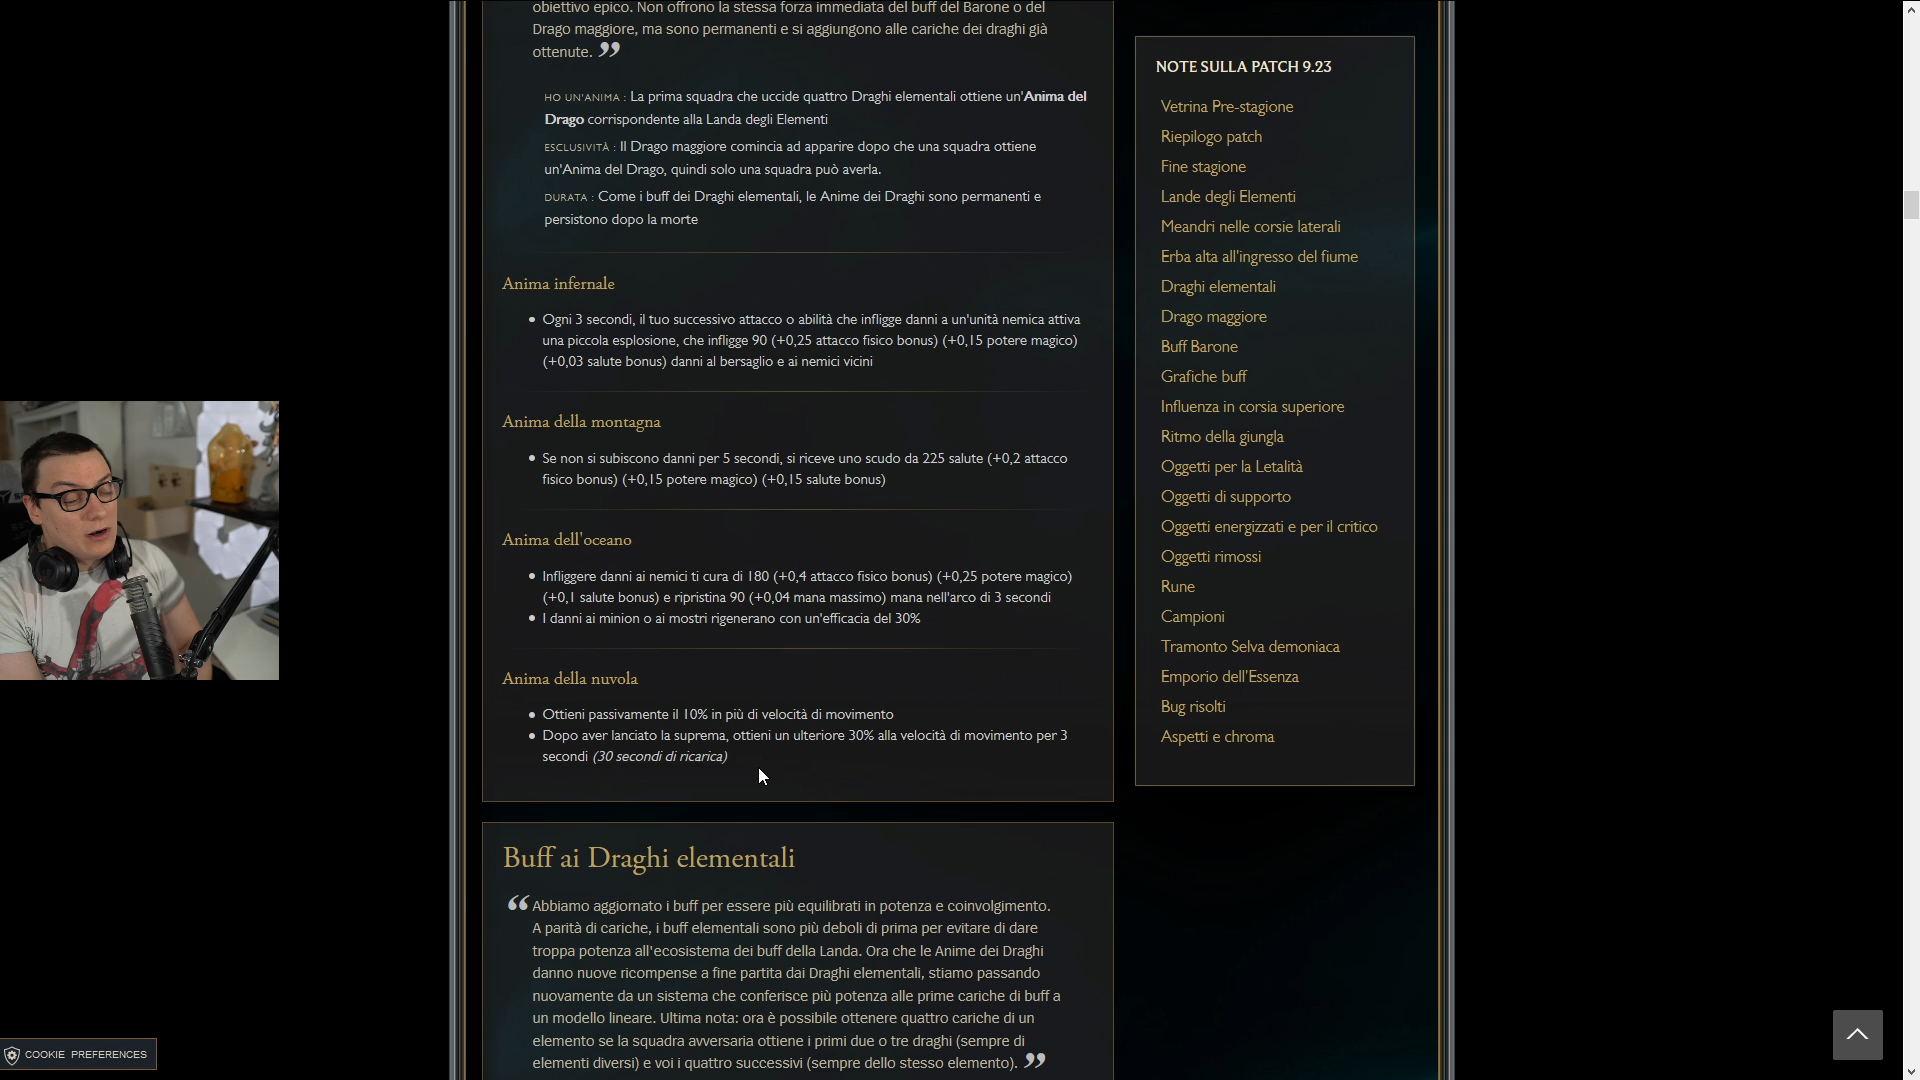 obiettivo epico. Non offrono la stessa forza immediata del buff del Barone o del
Drago maggiore, ma sono permanenti e si aggiungono alle cariche dei draghi già
ottenute. ”
HO UN'ANIMA : La prima squadra che uccide quattro Draghi elementali ottiene un'Anima del
Drago corrispondente alla Landa degli Elementi
ESCLUSIVITÀ : Il Drago maggiore comincia ad apparire dopo che una squadra ottiene
un'Anima del Drago, quindi solo una squadra può averla.
DURATA : Come i buff dei Draghi elementali, le Anime dei Draghi sono permanenti e
persistono dopo la morte
Anima infernale
• Ogni 3 secondi, il tuo successivo attacco o abilità che infligge danni a un'unità nemica attiva
una piccola esplosione, che infligge 90 (+0,25 attacco fisico bonus) (+0,15 potere magico)
(+0,03 salute bonus) danni al bersaglio e ai nemici vicini
Anima della montagna
• Se non si subiscono danni per 5 secondi, si riceve uno scudo da 225 salute (+0,2 attacco
fisico bonus) (+0,15 potere magico) (+0,15 salute bonus)
Anima dell'oceano
• Infliggere danni ai nemici ti cura di 180 (+0,4 attacco fisico bonus) (+0,25 potere magico)
(+0,1 salute bonus) e ripristina 90 (+0,04 mana massimo) mana nell'arco di 3 secondi
• I danni ai minion o ai mostri rigenerano con un'efficacia del 30%
Anima della nuvola
• Ottieni passivamente il 10% in più di velocità di movimento
• Dopo aver lanciato la suprema, ottieni un ulteriore 30% alla velocità di movimento per 3
secondi (30 secondi di ricarica)
Buff ai Draghi elementali
“ Abbiamo aggiornato i buff per essere più equilibrati in potenza e coinvolgimento.
A parità di cariche, i buff elementali sono più deboli di prima per evitare di dare
troppa potenza all'ecosistema dei buff della Landa. Ora che le Anime dei Draghi
danno nuove ricompense a fine partita dai Draghi elementali, stiamo passando
nuovamente da un sistema che conferisce più potenza alle prime cariche di buff a
un modello lineare. Ultima nota: ora è possibile ottenere quattro cariche di un
elemento se la squadra avversaria ottiene i primi due o tre draghi (sempre di
elementi diversi) e voi i quattro successivi (sempre dello stesso elemento). ”
NOTE SULLA PATCH 9.23
Vetrina Pre-stagione
Riepilogo patch
Fine stagione
Lande degli Elementi
Meandri nelle corsie laterali
Erba alta all'ingresso del fiume
Draghi elementali
Drago maggiore
Buff Barone
Grafiche buff
Influenza in corsia superiore
Ritmo della giungla
Oggetti per la Letalità
Oggetti di supporto
Oggetti energizzati e per il critico
Oggetti rimossi
Rune
Campioni
Tramonto Selva demoniaca
Emporio dell'Essenza
Bug risolti
Aspetti e chroma
COOKIE PREFERENCES